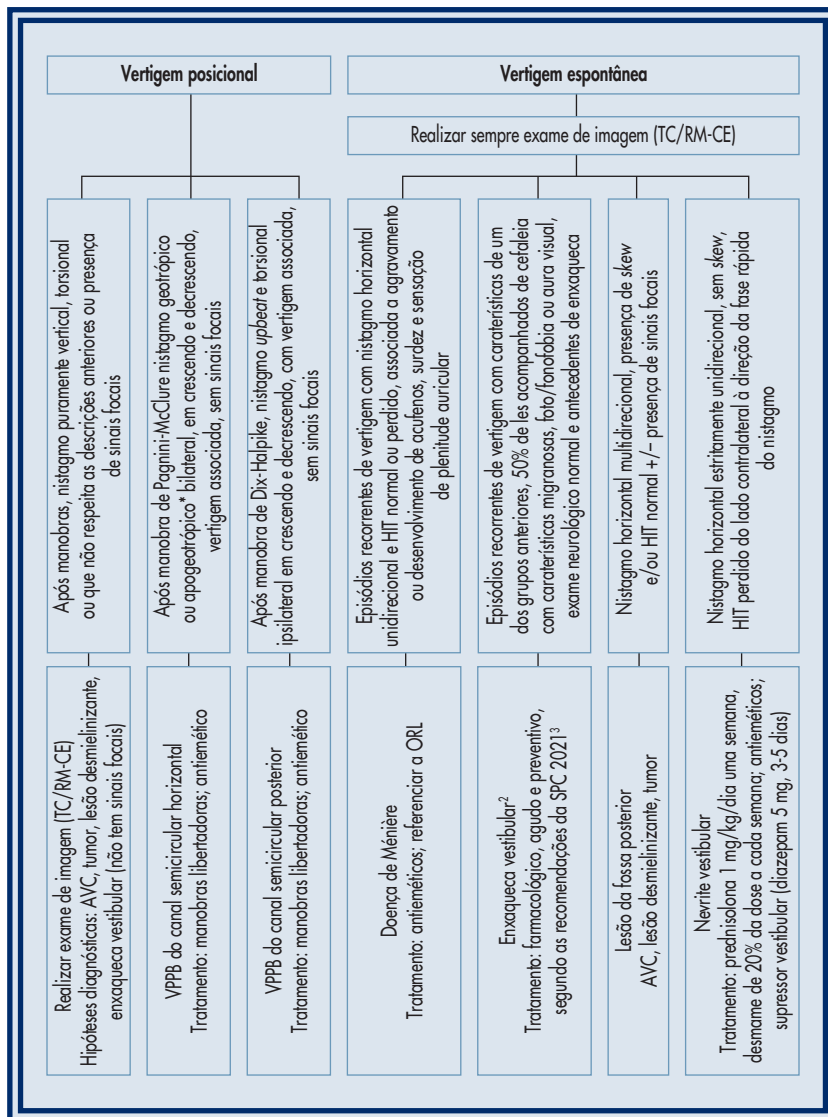 Vertigem posicional
Vertigem espontânea
Realizar sempre exame de imagem (TC/RM-CE)
Após manobras, nistagmo puramente vertical, torsional
ou que não respeita as descrições anteriores ou presença
de sinais focais
Após manobra de Pagnini-McClure nistagmo geotrópico
ou apogeotrópico* bilateral, em crescendo e decrescendo,
vertigem associada, sem sinais focais
Após manobra de Dix-Halpike, nistagmo upbeat e torsional
ipsilateral em crescendo e decrescendo, com vertigem associada,
sem sinais focais
Episódios recorrentes de vertigem com nistagmo horizontal
unidirecional e HIT normal ou perdido, associada a agravamento
ou desenvolvimento de acufenos, surdez e sensação
de plenitude auricular
Episódios recorrentes de vertigem com caraterísticas de um
dos grupos anteriores, 50% de les acompanhados de cefaleia
com caraterísticas migranosas, foto/fonofobia ou aura visual,
exame neurológico normal e antecedentes de enxaqueca
Nistagmo horizontal multidirecional, presença de skew
e/ou HIT normal +/– presença de sinais focais
Nistagmo horizontal estritamente unidirecional, sem skew,
HIT perdido do lado contralateral à direção da fase rápida
do nistagmo
Realizar exame de imagem (TC/RM-CE)
Hipóteses diagnósticas: AVC, tumor, lesão desmielinizante,
enxaqueca vestibular (não tem sinais focais)
VPPB do canal semicircular horizontal
Tratamento: manobras libertadoras; antiemético
VPPB do canal semicircular posterior
Tratamento: manobras libertadoras; antiemético
Doença de Ménière
Tratamento: antieméticos; referenciar a ORL
Enxaqueca vestibular²
Tratamento: farmacológico, agudo e preventivo,
segundo as recomendações da SPC 2021³
Lesão da fossa posterior
AVC, lesão desmielinizante, tumor
Nevrite vestibular
Tratamento: prednisolona 1 mg/kg/dia uma semana,
desmame de 20% da dose a cada semana; antieméticos;
supressor vestibular (diazepam 5 mg, 3-5 dias)